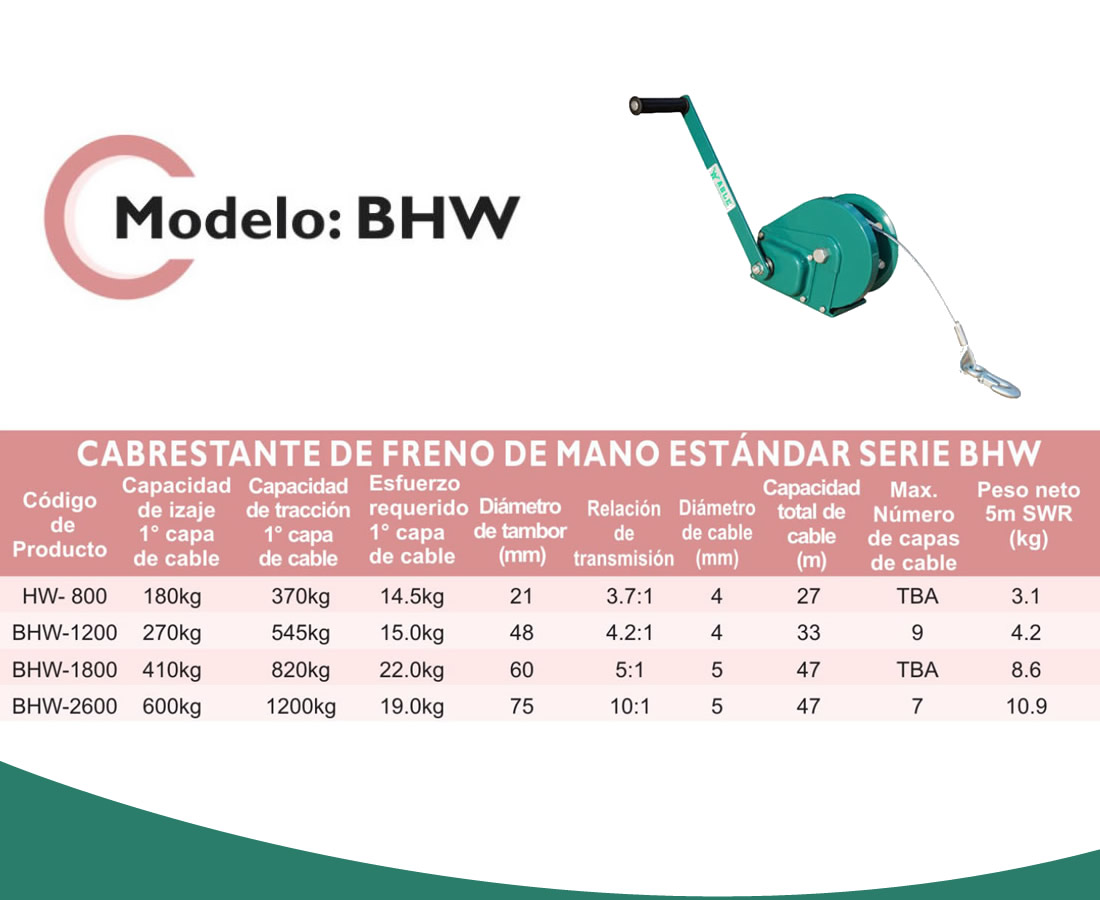 Modelo: BHW
WABLE
CABRESTANTE DE FRENO DE MANO ESTÁNDAR SERIE BHW
Código
de
Producto
Capacidad
de izaje
1° capa
de cable
Capacidad
de tracción
1° capa
de cable
Esfuerzo
requerido
1° capa
de cable
Diámetro
de tambor
(mm)
Relación
de
transmisión
Diámetro
de cable
(mm)
Capacidad
total de
cable
(m)
Max.
Número
de capas
de cable
Peso neto
5m SWR
(kg)
HW- 800 180kg 370kg 14.5kg 21 3.7:1 4 27 TBA 3.1
BHW-1200 270kg 545kg 15.0kg 48 4.2:1 4 33 9 4.2
BHW-1800 410kg 820kg 22.0kg 60 5:1 5 47 TBA 8.6
BHW-2600 600kg 1200kg 19.0kg 75 10:1 5 47 7 10.9